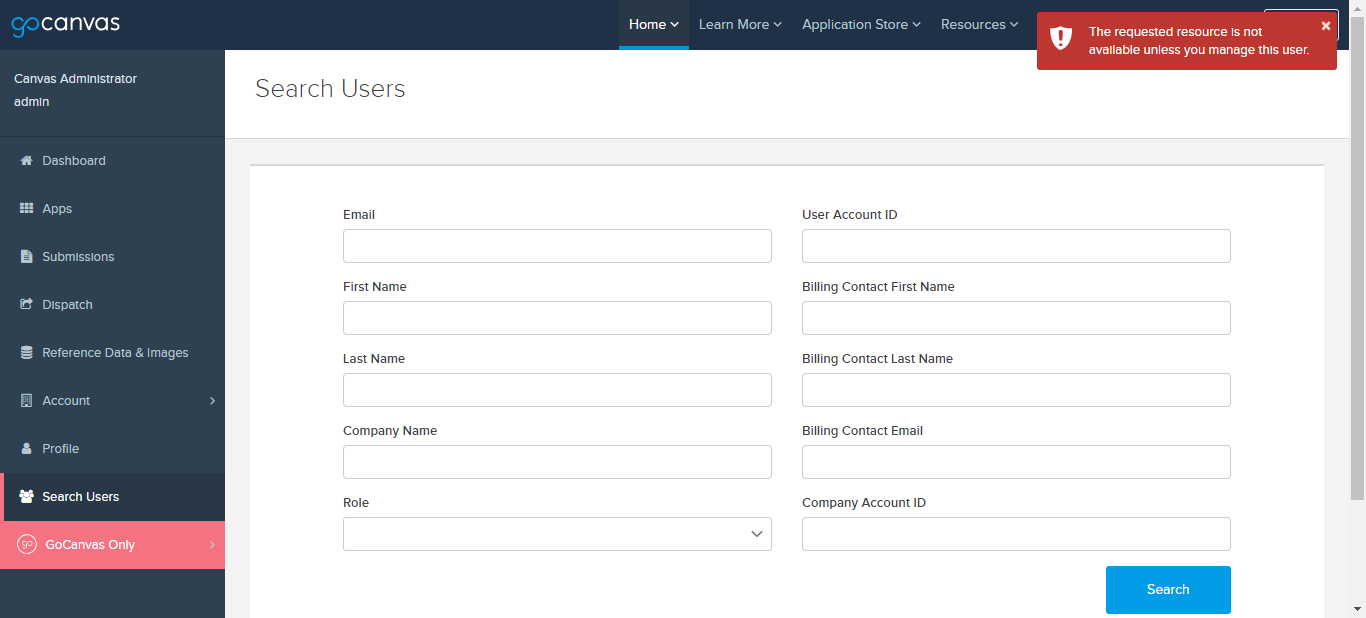 gocanvas
Home
Learn More
Application Store
Resources
The requested resource is not
available unless you manage this user.
Canvas Administrator
admin
Dashboard
Apps
Submissions
Dispatch
Reference Data & Images
Account
Profile
Search Users
go
GoCanvas Only
Search Users
Email
User Account ID
First Name
Billing Contact First Name
Last Name
Billing Contact Last Name
Company Name
Billing Contact Email
Role
Company Account ID
Search